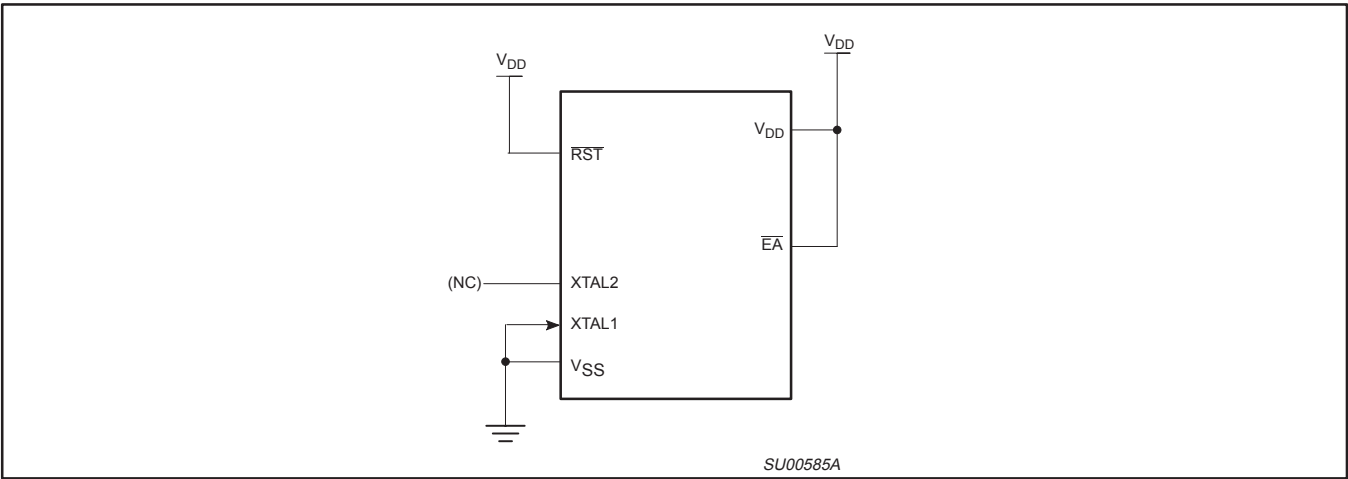 VDD
VDD
VDD
RST
EA
(NC)
XTAL2
XTAL1
VSS
SU00585A